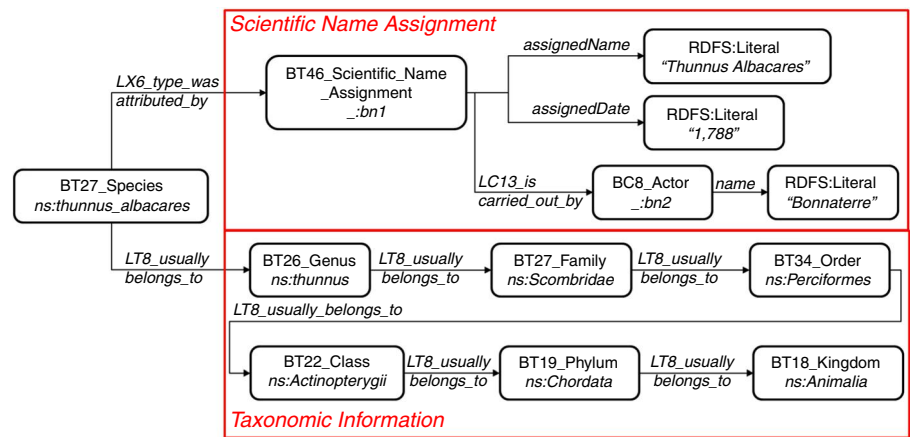 Scientific Name Assignment
LX6_type_was
attributed_by
BT46_Scientific_Name
_Assignment
_:bn1
assignedName
RDFS:Literal
“Thunnus Albacares”
assignedDate
RDFS:Literal
“1,788”
LC13_is
carried_out_by
BC8_Actor
_:bn2
name
RDFS:Literal
“Bonnaterre”
BT27_Species
ns:thunnus_albacares
LT8_usually
belongs_to
BT26_Genus
ns:thunnus
LT8_usually
belongs_to
BT27_Family
ns:Scombridae
LT8_usually
belongs_to
BT34_Order
ns:Perciformes
LT8_usually_belongs_to
BT22_Class
ns:Actinopterygii
LT8_usually
belongs_to
BT19_Phylum
ns:Chordata
LT8_usually
belongs_to
BT18_Kingdom
ns:Animalia
Taxonomic Information